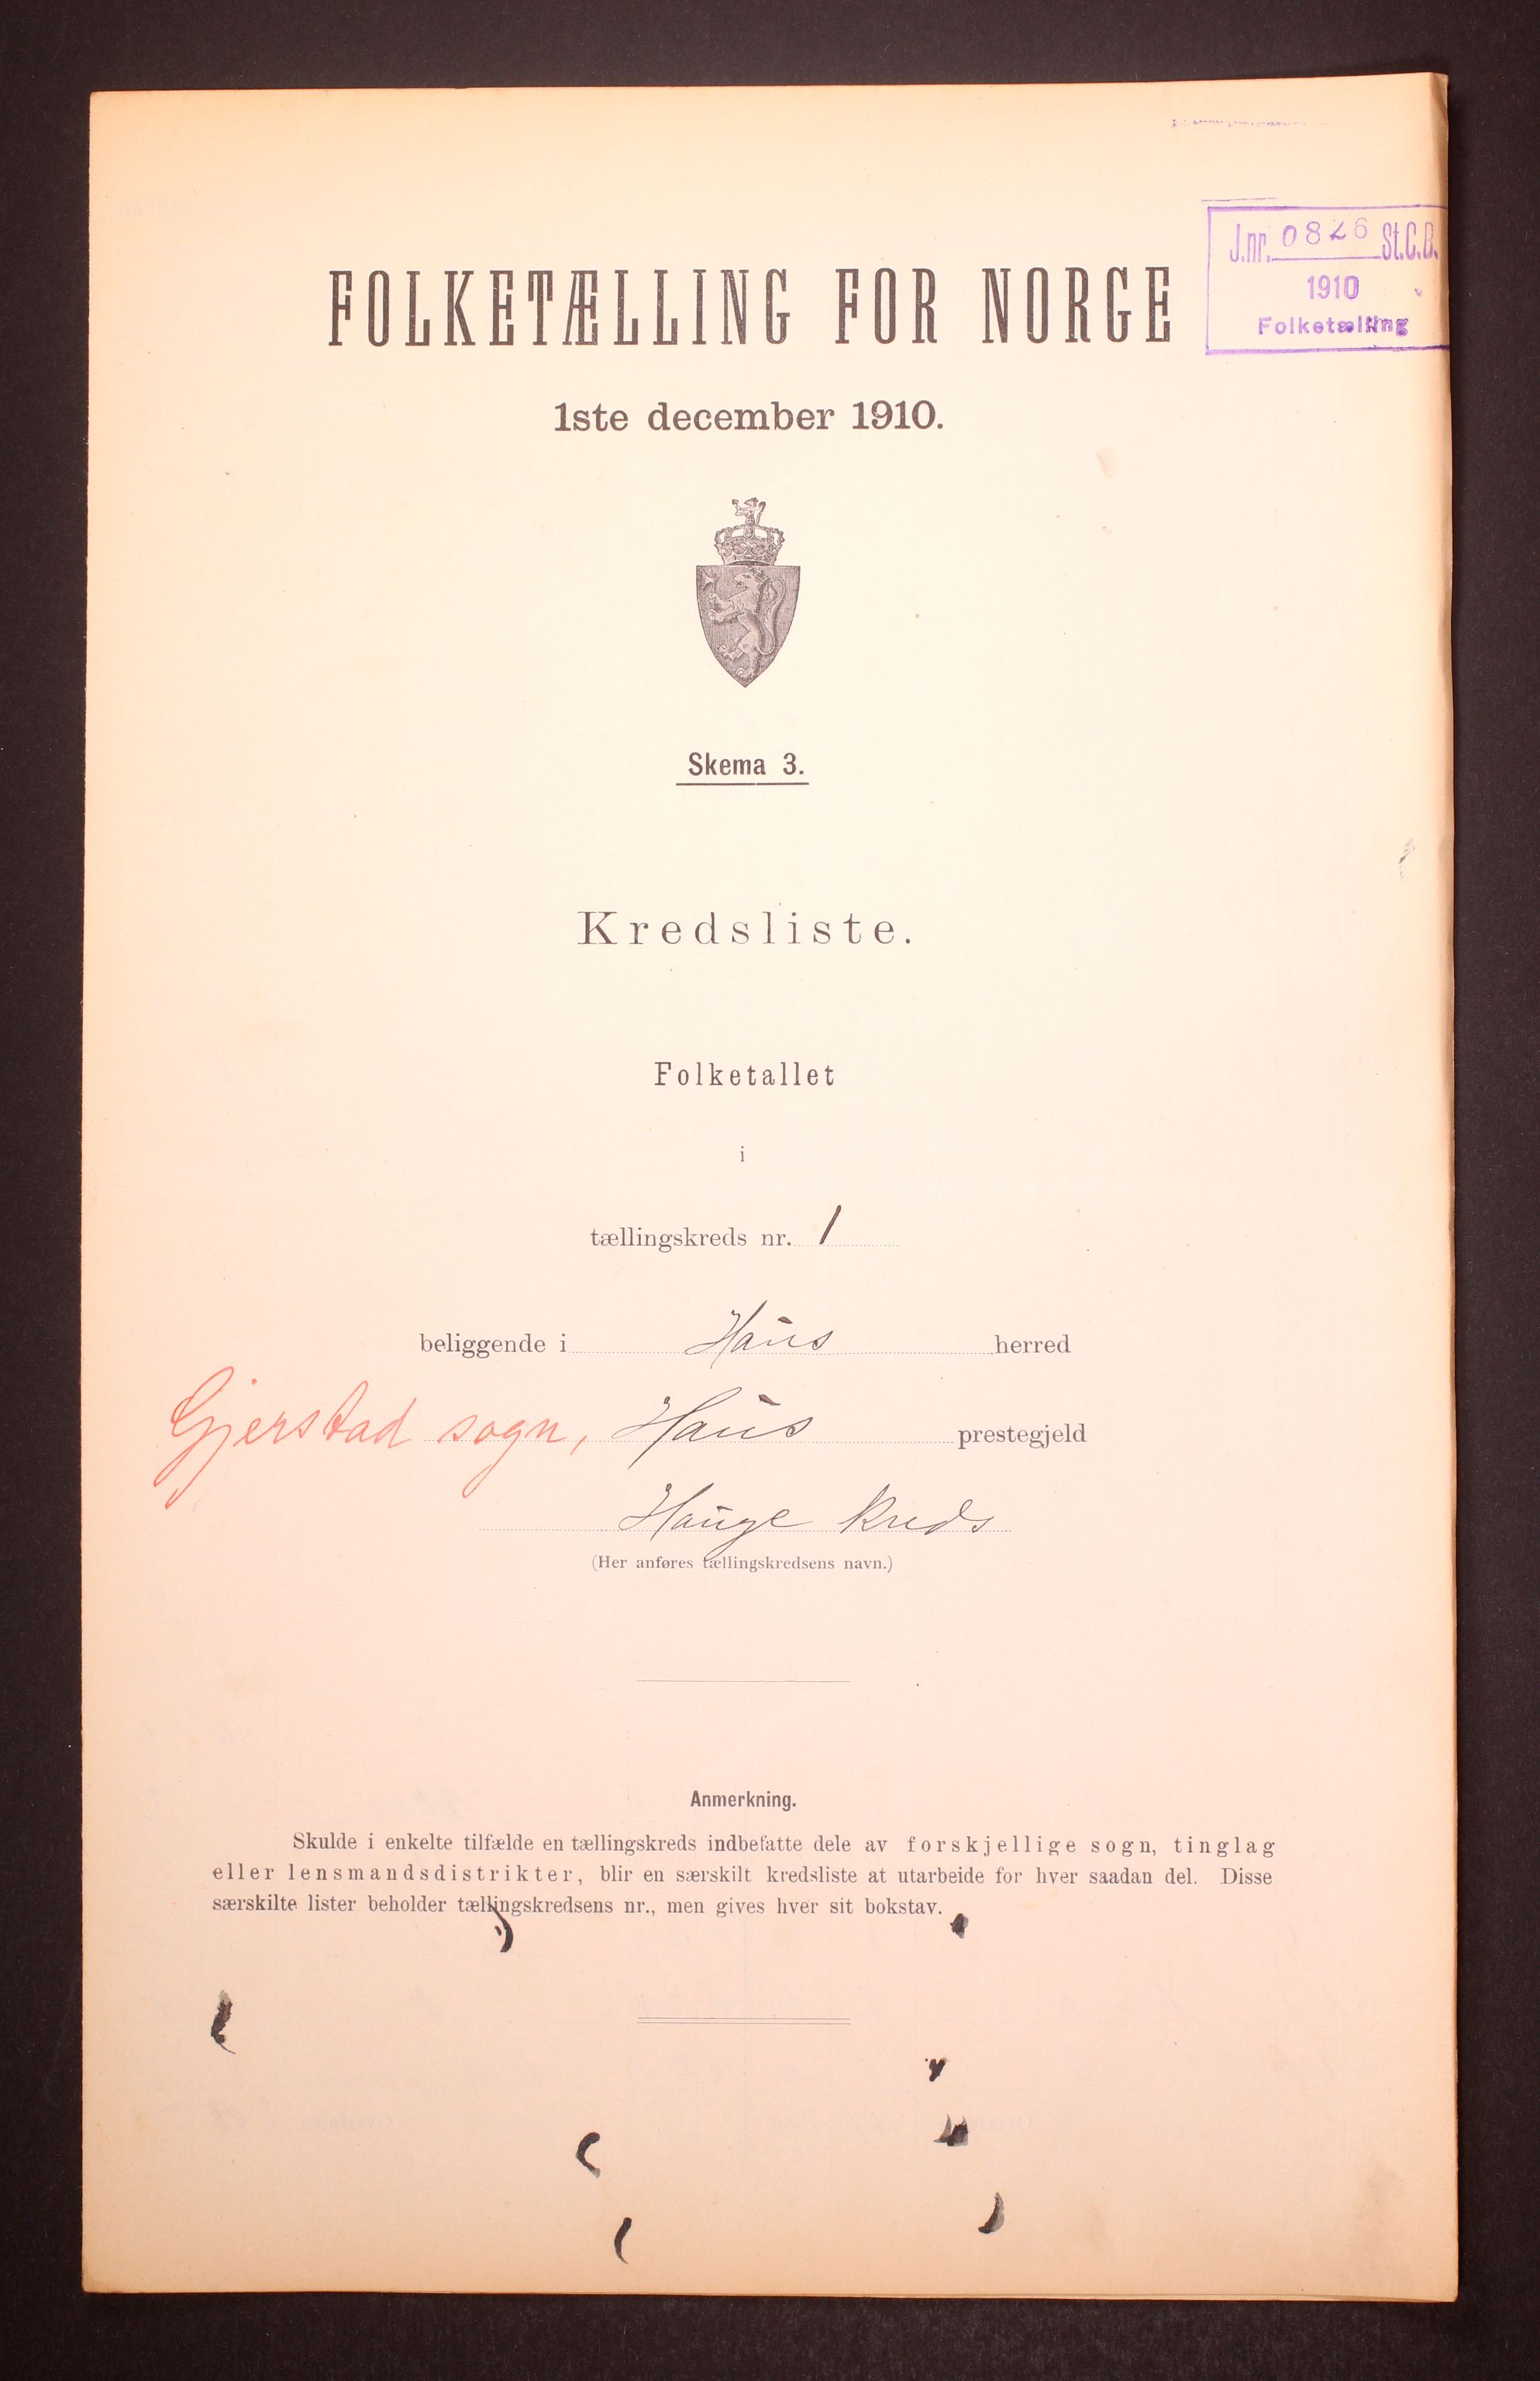 J.nr. 0826 St.C.B.
1910
Folketælling
FOLKETÆLLING FOR NORGE
1ste december 1910.
Skema 3.
Kredsliste.
Folketallet
i
tællingskreds nr. 1
beliggende i Haus herred
Gjerstad sogn, Haus prestegjeld
Hauge Kreds
(Her anføres tællingskredsens navn.)
Anmerkning.
Skulde i enkelte tilfælde en tællingskreds indbefatte dele av forskjellige sogn, tinglag
eller lensmandsdistrikter, blir en særskilt kredsliste at utarbeide for hver saadan del. Disse
særskilte lister beholder tællingskredsens nr., men gives hver sit bokstav.